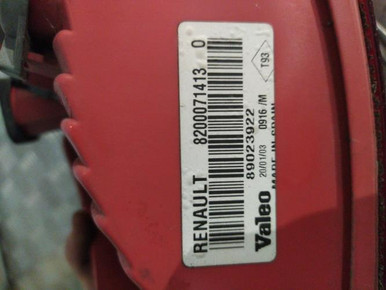 RENAULT 8200071413 0
89023922
Valeo 20/01/03 0916 /M
MADE IN SPAIN
T93